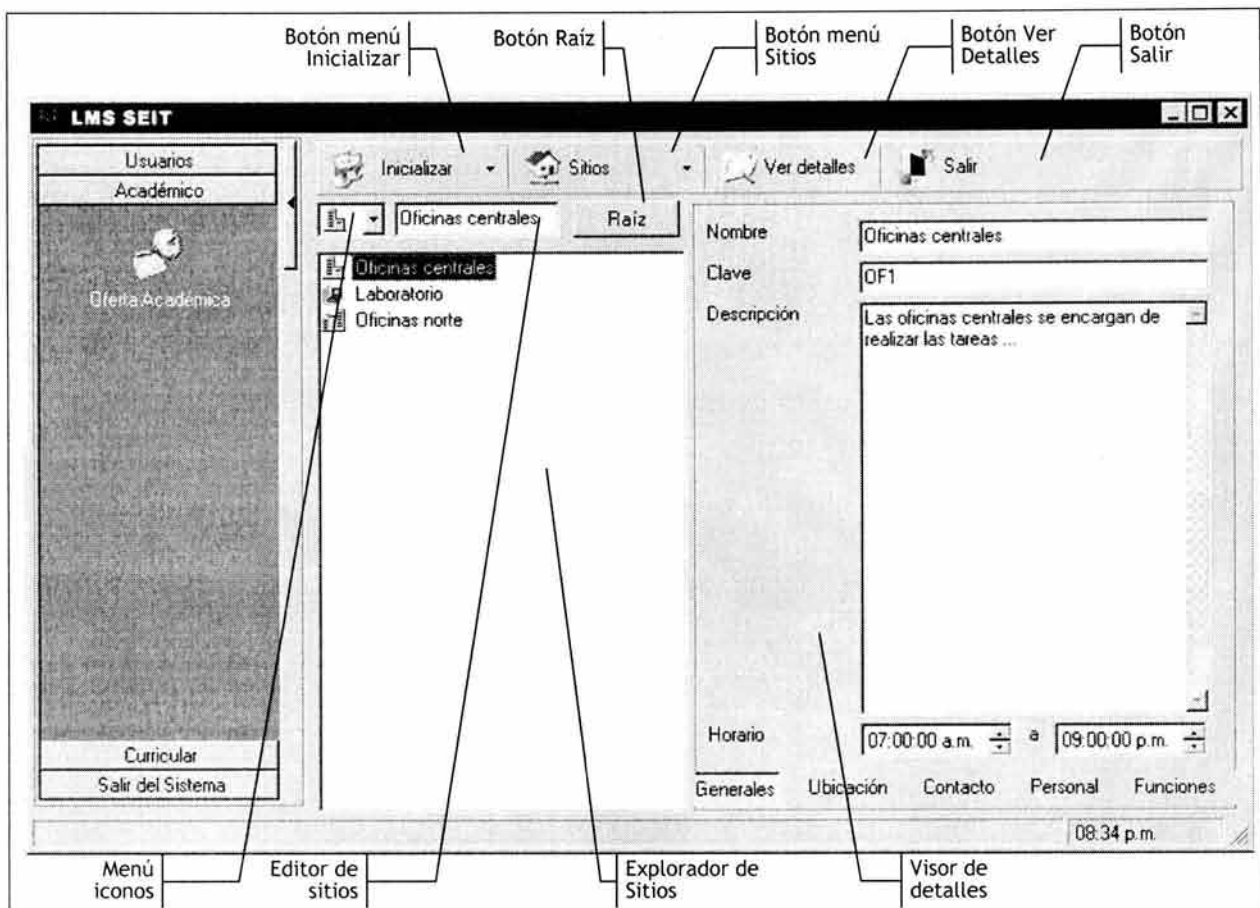 Botón menú
Inicializar
Botón Raíz
Botón menú
Sitios
Botón Ver
Detalles
Botón
Salir
LMS SEIT
Usuarios
Académico
Oferta Académica
Curricular
Salir del Sistema
Inicializar
Sitios
Ver detalles
Salir
Oficinas centrales
Raíz
Oficinas centrales
Laboratorio
Oficinas norte
Nombre
Oficinas centrales
Clave
OF1
Descripción
Las oficinas centrales se encargan de
realizar las tareas ...
Horario
07:00:00 a.m.
a
09:00:00 p.m.
Generales
Ubicación
Contacto
Personal
Funciones
08:34 p.m.
Menú
iconos
Editor de
sitios
Explorador de
Sitios
Visor de
detalles